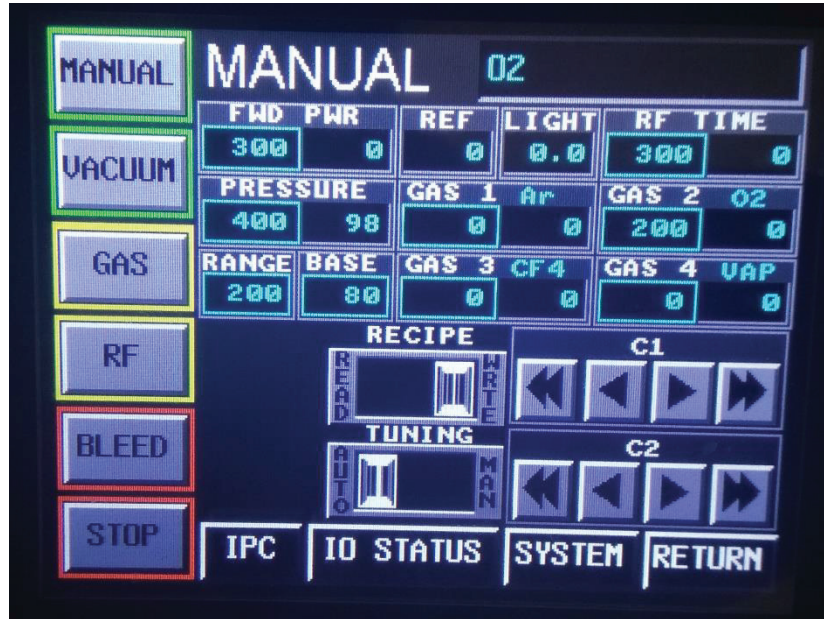 MANUAL
MANUAL O2
FWD PWR REF LIGHT RF TIME
300 0 0 0.0 300 0
VACUUM
PRESSURE GAS 1 Ar GAS 2 O2
400 98 0 0 200 0
GAS
RANGE BASE GAS 3 CF4 GAS 4 VAP
200 80 0 0 0 0
RF
RECIPE C1
READ WRTE
BLEED
TUNING C2
AUTO MAN
STOP
IPC IO STATUS SYSTEM RETURN